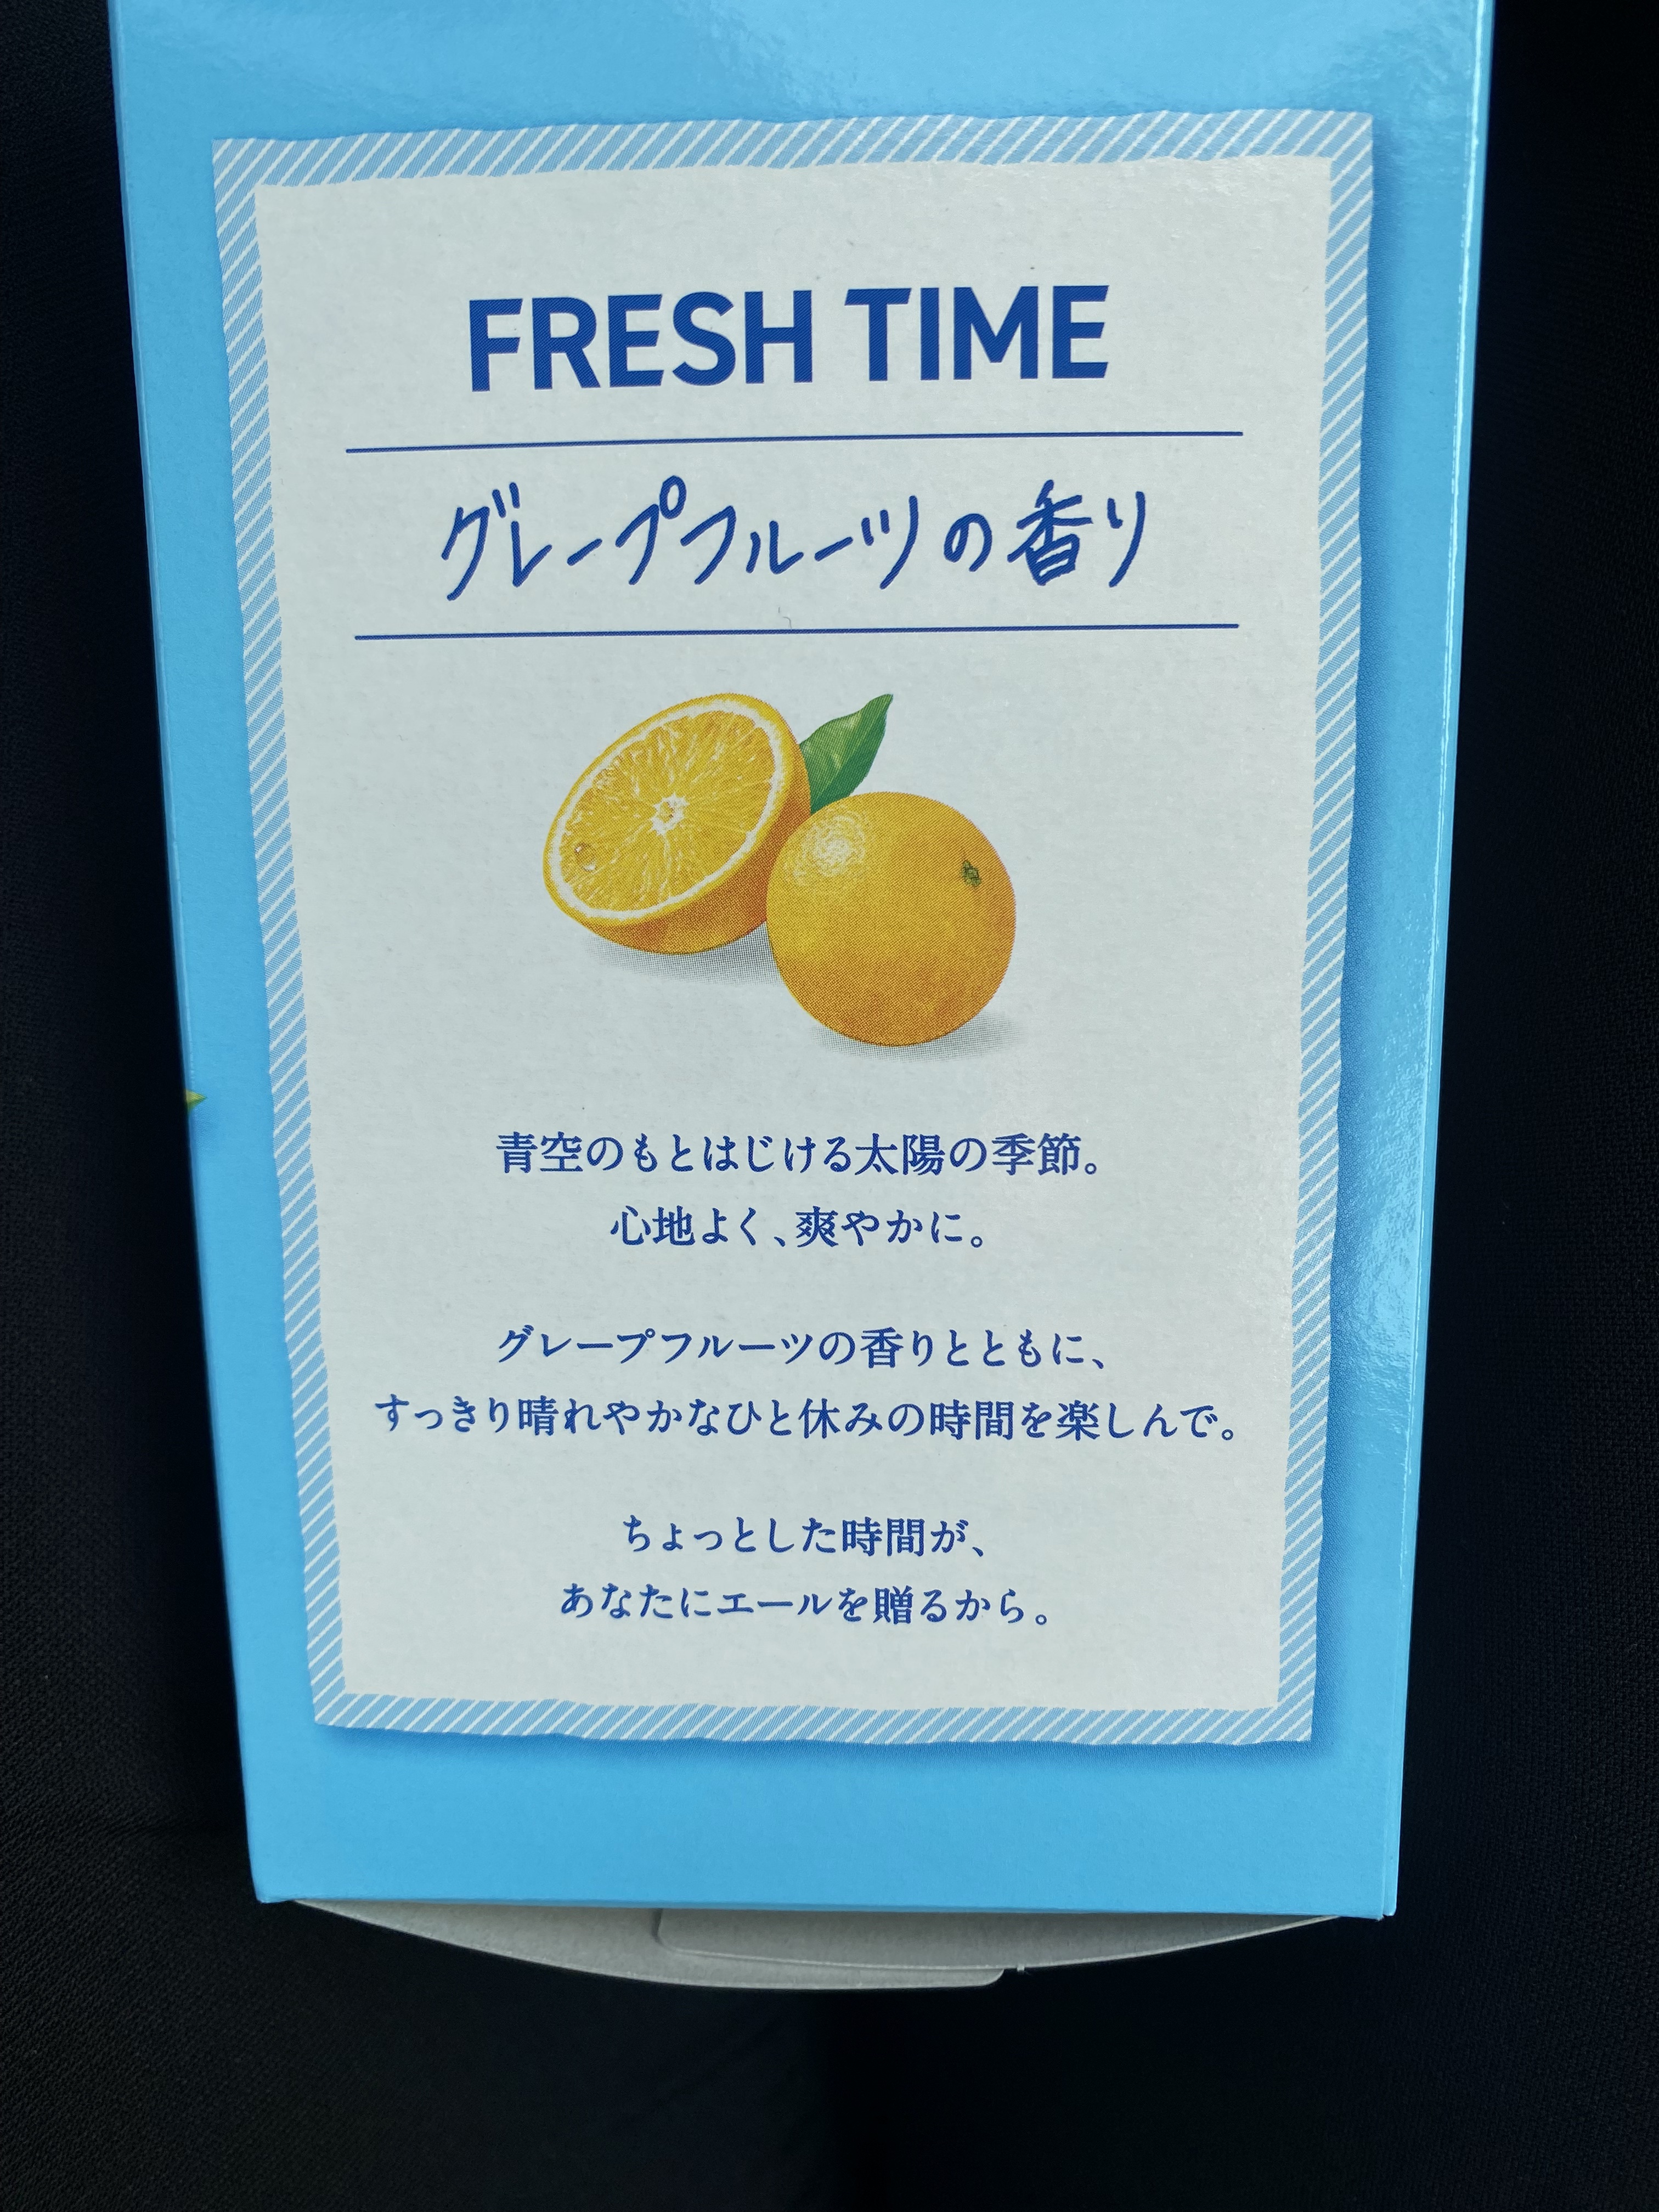 FRESH TIME
グレープフルーツの香り
青空のもとはじける太陽の季節。
心地よく、爽やかに。
グレープフルーツの香りとともに、
すっきり晴れやかなひと休みの時間を楽しんで。
ちょっとした時間が、
あなたにエールを贈るから。